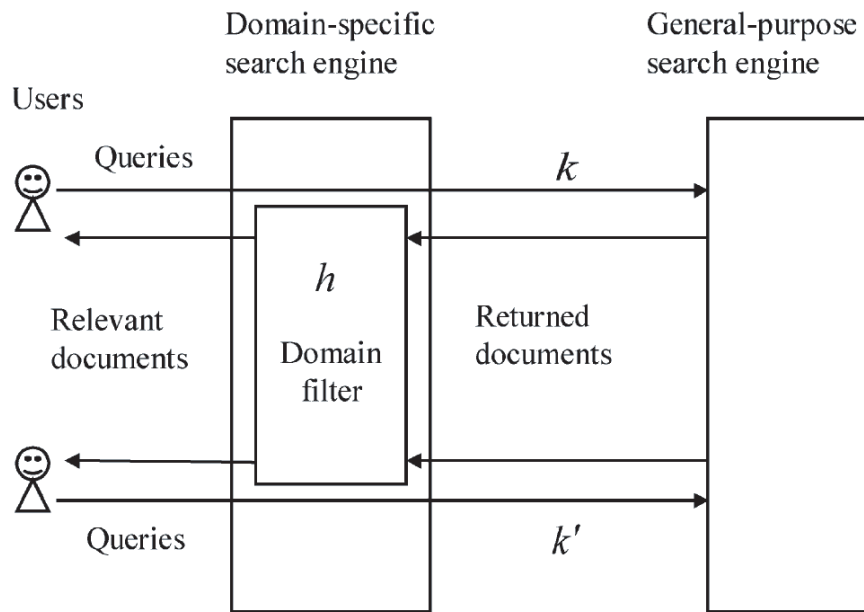 Domain-specific
search engine
General-purpose
search engine
Users
Queries
k
h
Relevant
documents
Domain
filter
Returned
documents
Queries
k'